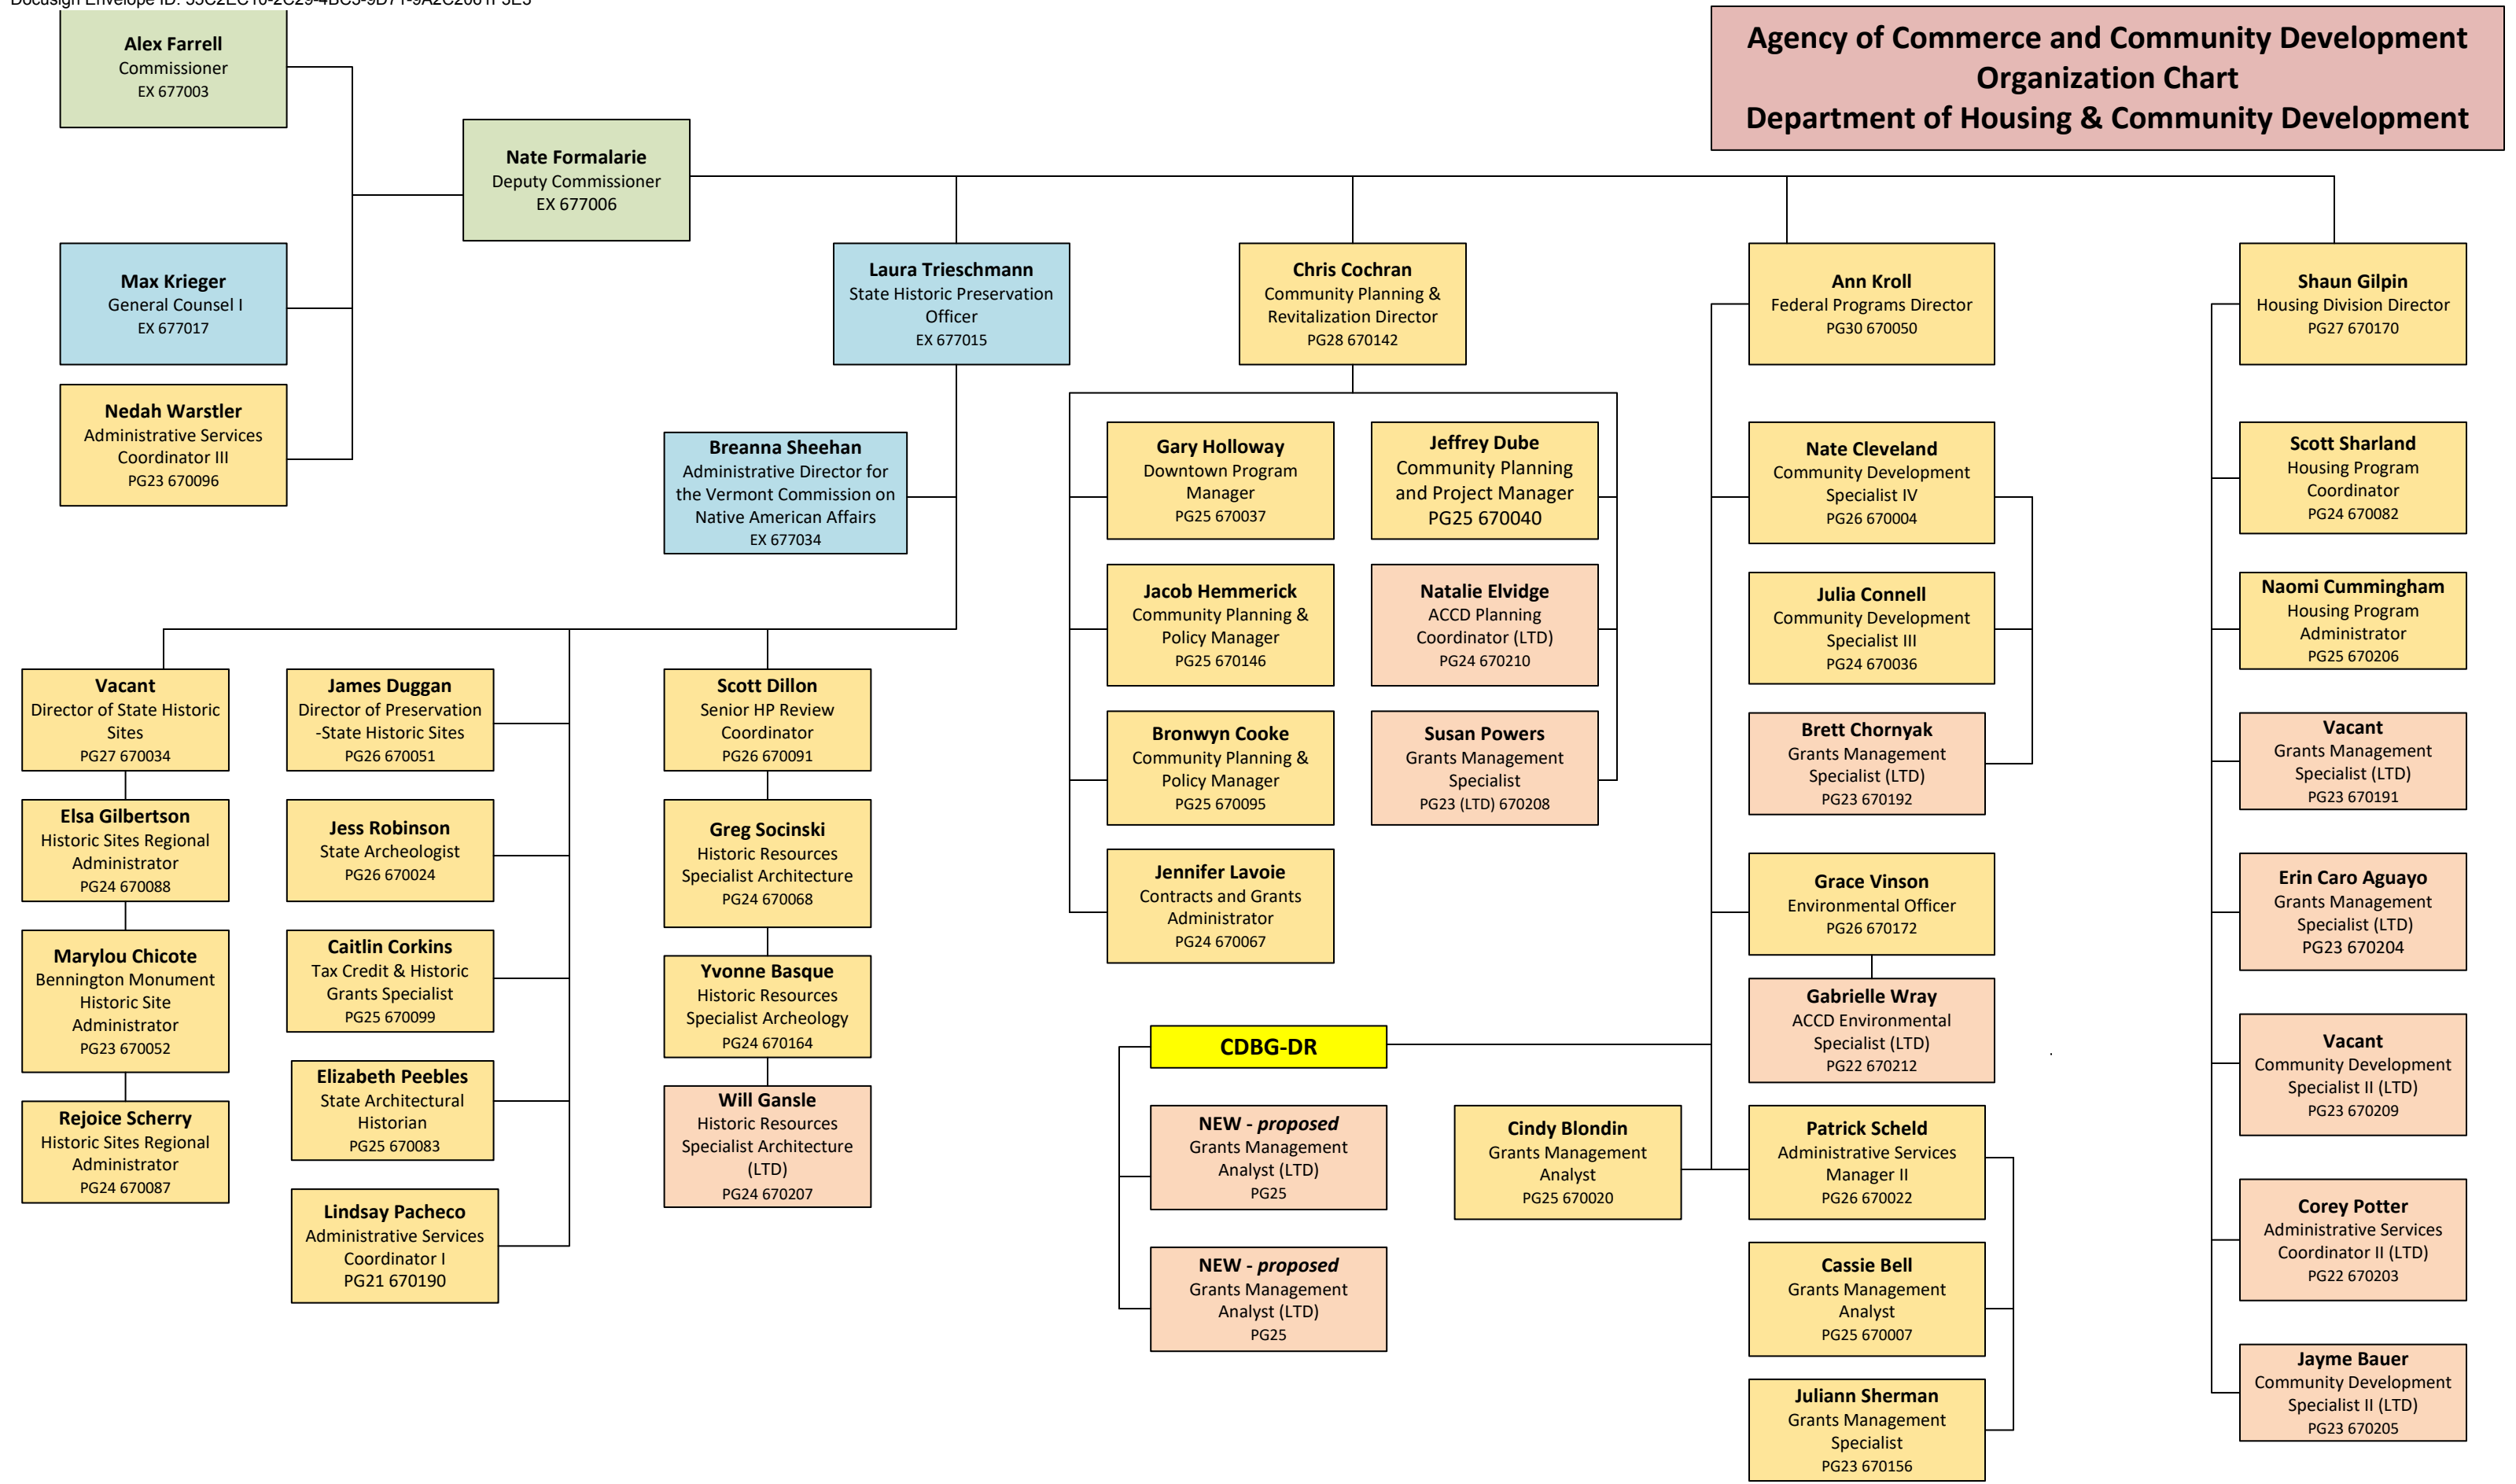 Agency of Commerce and Community Development
Organization Chart
Department of Housing & Community Development
Alex Farrell
Commissioner
EX 677003
Nate Formalarie
Deputy Commissioner
EX 677006
Max Krieger
General Counsel I
EX 677017
Nedah Warstler
Administrative Services
Coordinator III
PG23 670096
Laura Trieschmann
State Historic Preservation
Officer
EX 677015
Breanna Sheehan
Administrative Director for
the Vermont Commission on
Native American Affairs
EX 677034
Vacant
Director of State Historic
Sites
PG27 670034
Elsa Gilbertson
Historic Sites Regional
Administrator
PG24 670088
Marylou Chicote
Bennington Monument
Historic Site
Administrator
PG23 670052
Rejoice Scherry
Historic Sites Regional
Administrator
PG24 670087
James Duggan
Director of Preservation
-State Historic Sites
PG26 670051
Jess Robinson
State Archeologist
PG26 670024
Caitlin Corkins
Tax Credit & Historic
Grants Specialist
PG25 670099
Elizabeth Peebles
State Architectural
Historian
PG25 670083
Lindsay Pacheco
Administrative Services
Coordinator I
PG21 670190
Scott Dillon
Senior HP Review
Coordinator
PG26 670091
Greg Socinski
Historic Resources
Specialist Architecture
PG24 670068
Yvonne Basque
Historic Resources
Specialist Archeology
PG24 670164
Will Gansle
Historic Resources
Specialist Architecture
(LTD)
PG24 670207
Chris Cochran
Community Planning &
Revitalization Director
PG28 670142
Gary Holloway
Downtown Program
Manager
PG25 670037
Jacob Hemmerick
Community Planning &
Policy Manager
PG25 670146
Bronwyn Cooke
Community Planning &
Policy Manager
PG25 670095
Jennifer Lavoie
Contracts and Grants
Administrator
PG24 670067
Jeffrey Dube
Community Planning
and Project Manager
PG25 670040
Natalie Elvidge
ACCD Planning
Coordinator (LTD)
PG24 670210
Susan Powers
Grants Management
Specialist
PG23 (LTD) 670208
Ann Kroll
Federal Programs Director
PG30 670050
Nate Cleveland
Community Development
Specialist IV
PG26 670004
Julia Connell
Community Development
Specialist III
PG24 670036
Brett Chornyak
Grants Management
Specialist (LTD)
PG23 670192
Grace Vinson
Environmental Officer
PG26 670172
Gabrielle Wray
ACCD Environmental
Specialist (LTD)
PG22 670212
CDBG-DR
NEW - proposed
Grants Management
Analyst (LTD)
PG25
NEW - proposed
Grants Management
Analyst (LTD)
PG25
Cindy Blondin
Grants Management
Analyst
PG25 670020
Patrick Scheld
Administrative Services
Manager II
PG26 670022
Cassie Bell
Grants Management
Analyst
PG25 670007
Juliann Sherman
Grants Management
Specialist
PG23 670156
Shaun Gilpin
Housing Division Director
PG27 670170
Scott Sharland
Housing Program
Coordinator
PG24 670082
Naomi Cummingham
Housing Program
Administrator
PG25 670206
Vacant
Grants Management
Specialist (LTD)
PG23 670191
Erin Caro Aguayo
Grants Management
Specialist (LTD)
PG23 670204
Vacant
Community Development
Specialist II (LTD)
PG23 670209
Corey Potter
Administrative Services
Coordinator II (LTD)
PG22 670203
Jayme Bauer
Community Development
Specialist II (LTD)
PG23 670205